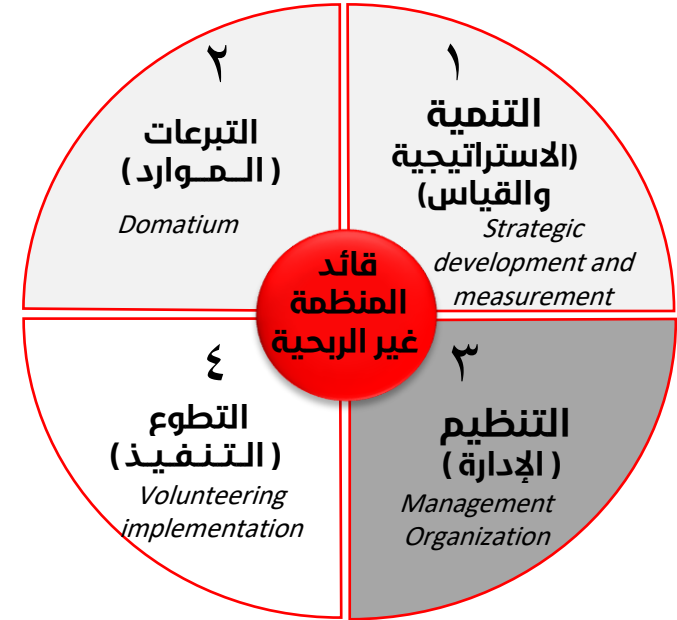 ١
التنمية
(الاستراتيجية
والقياس)
Strategic
development and
measurement
٢
التبرعات
(الــمــوارد)
Domatium
قائد
المنظمة
غير الربحية
٣
التنظيم
(الإدارة)
Management
Organization
٤
التطوع
(الـتـنـفـيـذ)
Volunteering
implementation